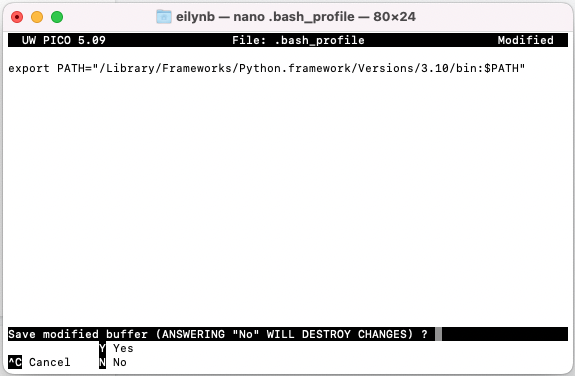 eilynb — nano .bash_profile — 80×24
UW PICO 5.09 File: .bash_profile Modified
export PATH="/Library/Frameworks/Python.framework/Versions/3.10/bin:$PATH"
Save modified buffer (ANSWERING "No" WILL DESTROY CHANGES) ?
Y Yes
^C Cancel N No